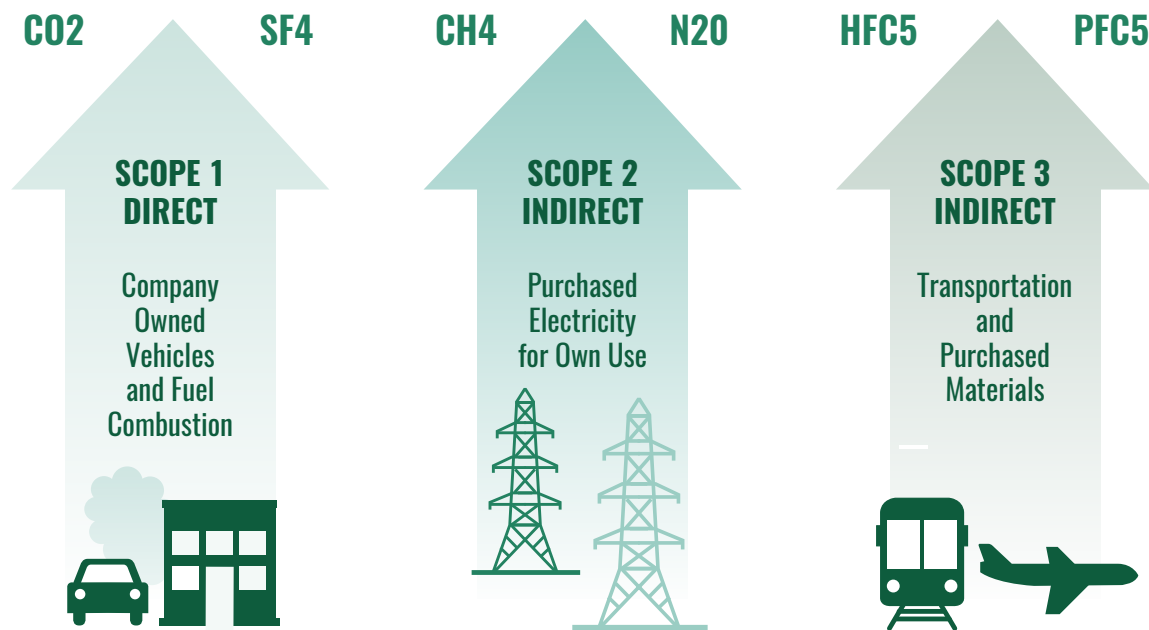 CO2 SF4 CH4 N20 HFC5 PFC5
SCOPE 1
DIRECT
Company
Owned
Vehicles
and Fuel
Combustion
SCOPE 2
INDIRECT
Purchased
Electricity
for Own Use
SCOPE 3
INDIRECT
Transportation
and
Purchased
Materials